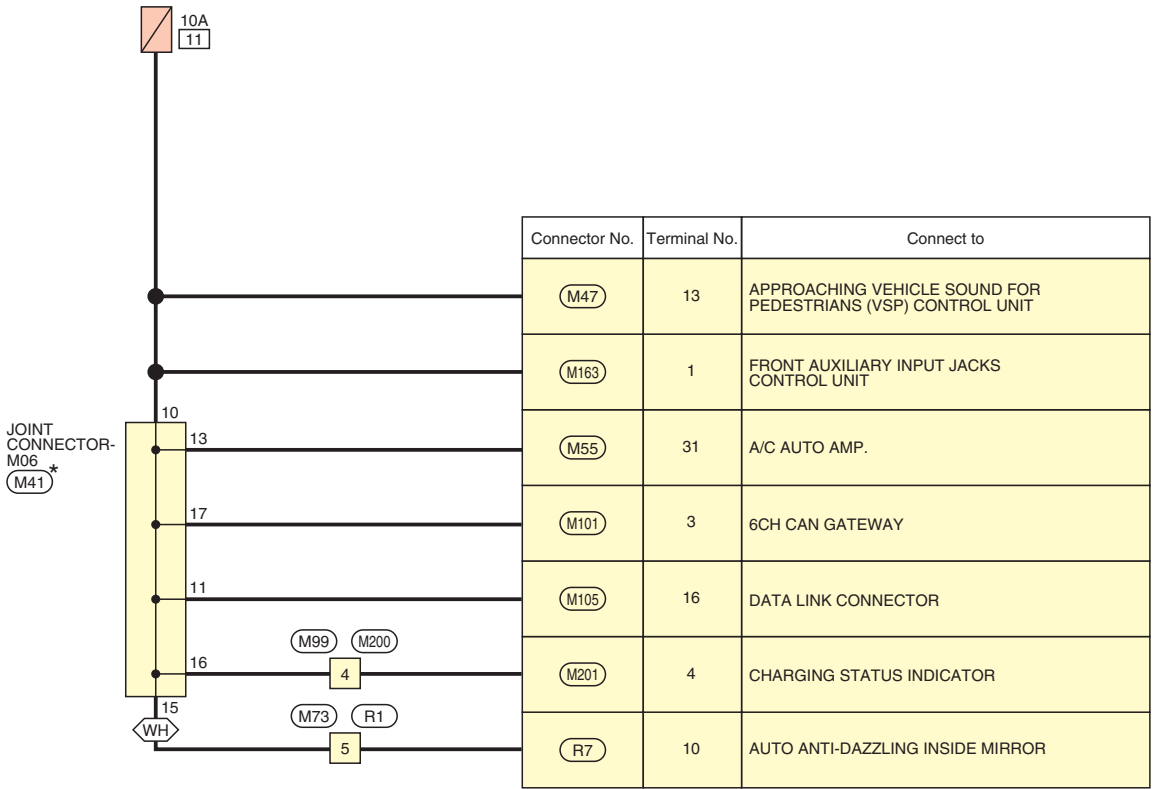 10A
11
Connector No. Terminal No. Connect to
M47 13 APPROACHING VEHICLE SOUND FOR
PEDESTRIANS (VSP) CONTROL UNIT
M163 1 FRONT AUXILIARY INPUT JACKS
CONTROL UNIT
10
JOINT
CONNECTOR-
M06
M41*
13
M55 31 A/C AUTO AMP.
17
M101 3 6CH CAN GATEWAY
11
M105 16 DATA LINK CONNECTOR
M99 M200
16
4
M201 4 CHARGING STATUS INDICATOR
15
WH
M73 R1
5
R7 10 AUTO ANTI-DAZZLING INSIDE MIRROR